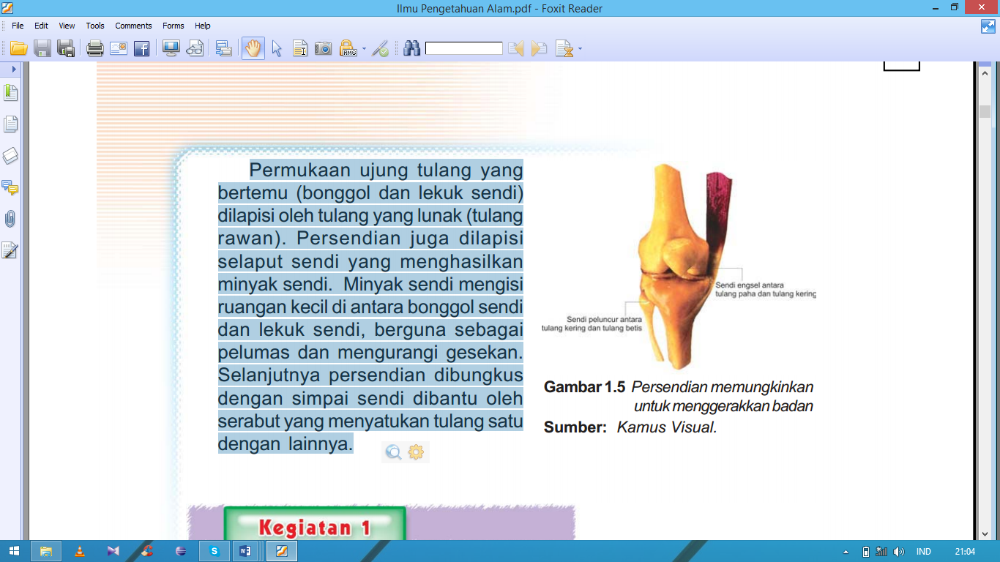 Ilmu Pengetahuan Alam.pdf - Foxit Reader
File Edit View Tools Comments Forms Help
RMS
Permukaan ujung tulang yang
bertemu (bonggol dan lekuk sendi)
dilapisi oleh tulang yang lunak (tulang
rawan). Persendian juga dilapisi
selaput sendi yang menghasilkan
minyak sendi. Minyak sendi mengisi
ruangan kecil di antara bonggol sendi
dan lekuk sendi, berguna sebagai
pelumas dan mengurangi gesekan.
Selanjutnya persendian dibungkus
dengan simpai sendi dibantu oleh
serabut yang menyatukan tulang satu
dengan lainnya.
Sendi engsel antara
tulang paha dan tulang kering
Sendi peluncur antara
tulang kering dan tulang betis
Gambar 1.5 Persendian memungkinkan
untuk menggerakkan badan
Sumber: Kamus Visual.
Kegiatan 1
IND
21:04